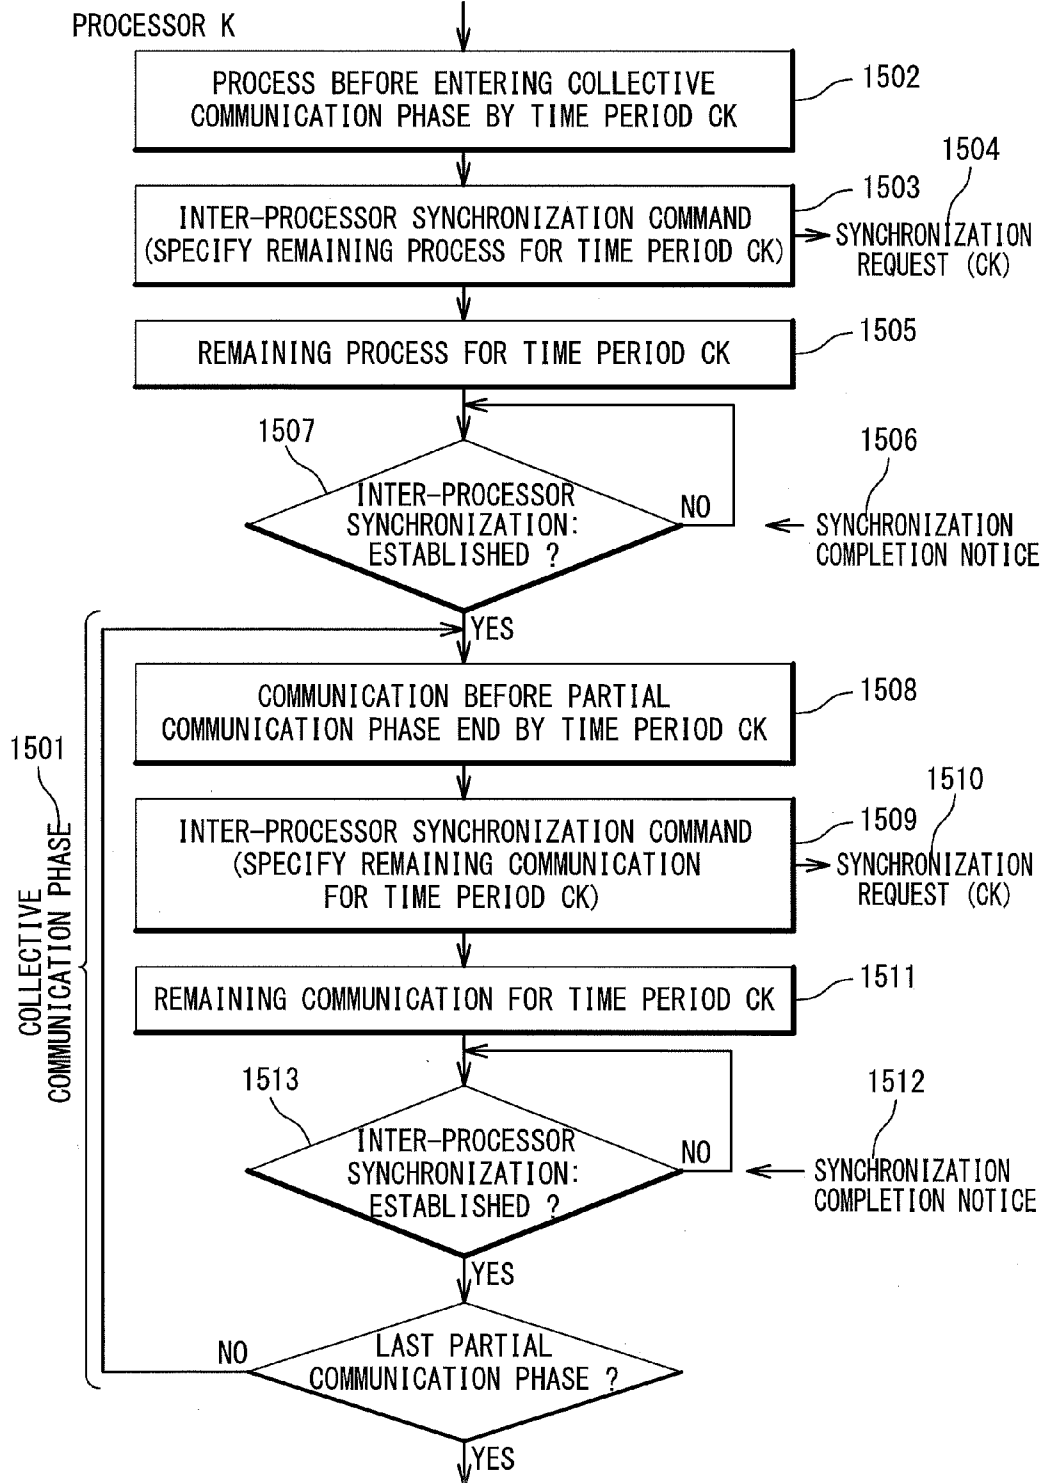 PROCESSOR K
PROCESS BEFORE ENTERING COLLECTIVE
COMMUNICATION PHASE BY TIME PERIOD CK
1502
INTER-PROCESSOR SYNCHRONIZATION COMMAND
(SPECIFY REMAINING PROCESS FOR TIME PERIOD CK)
1503
1504
SYNCHRONIZATION
REQUEST (CK)
REMAINING PROCESS FOR TIME PERIOD CK
1505
1507
INTER-PROCESSOR
SYNCHRONIZATION:
ESTABLISHED ?
NO
1506
SYNCHRONIZATION
COMPLETION NOTICE
YES
COMMUNICATION BEFORE PARTIAL
COMMUNICATION PHASE END BY TIME PERIOD CK
1508
1501
COLLECTIVE
COMMUNICATION PHASE
INTER-PROCESSOR SYNCHRONIZATION COMMAND
(SPECIFY REMAINING COMMUNICATION
FOR TIME PERIOD CK)
1509
1510
SYNCHRONIZATION
REQUEST (CK)
REMAINING COMMUNICATION FOR TIME PERIOD CK
1511
1513
INTER-PROCESSOR
SYNCHRONIZATION:
ESTABLISHED ?
NO
1512
SYNCHRONIZATION
COMPLETION NOTICE
YES
LAST PARTIAL
COMMUNICATION PHASE ?
NO
YES